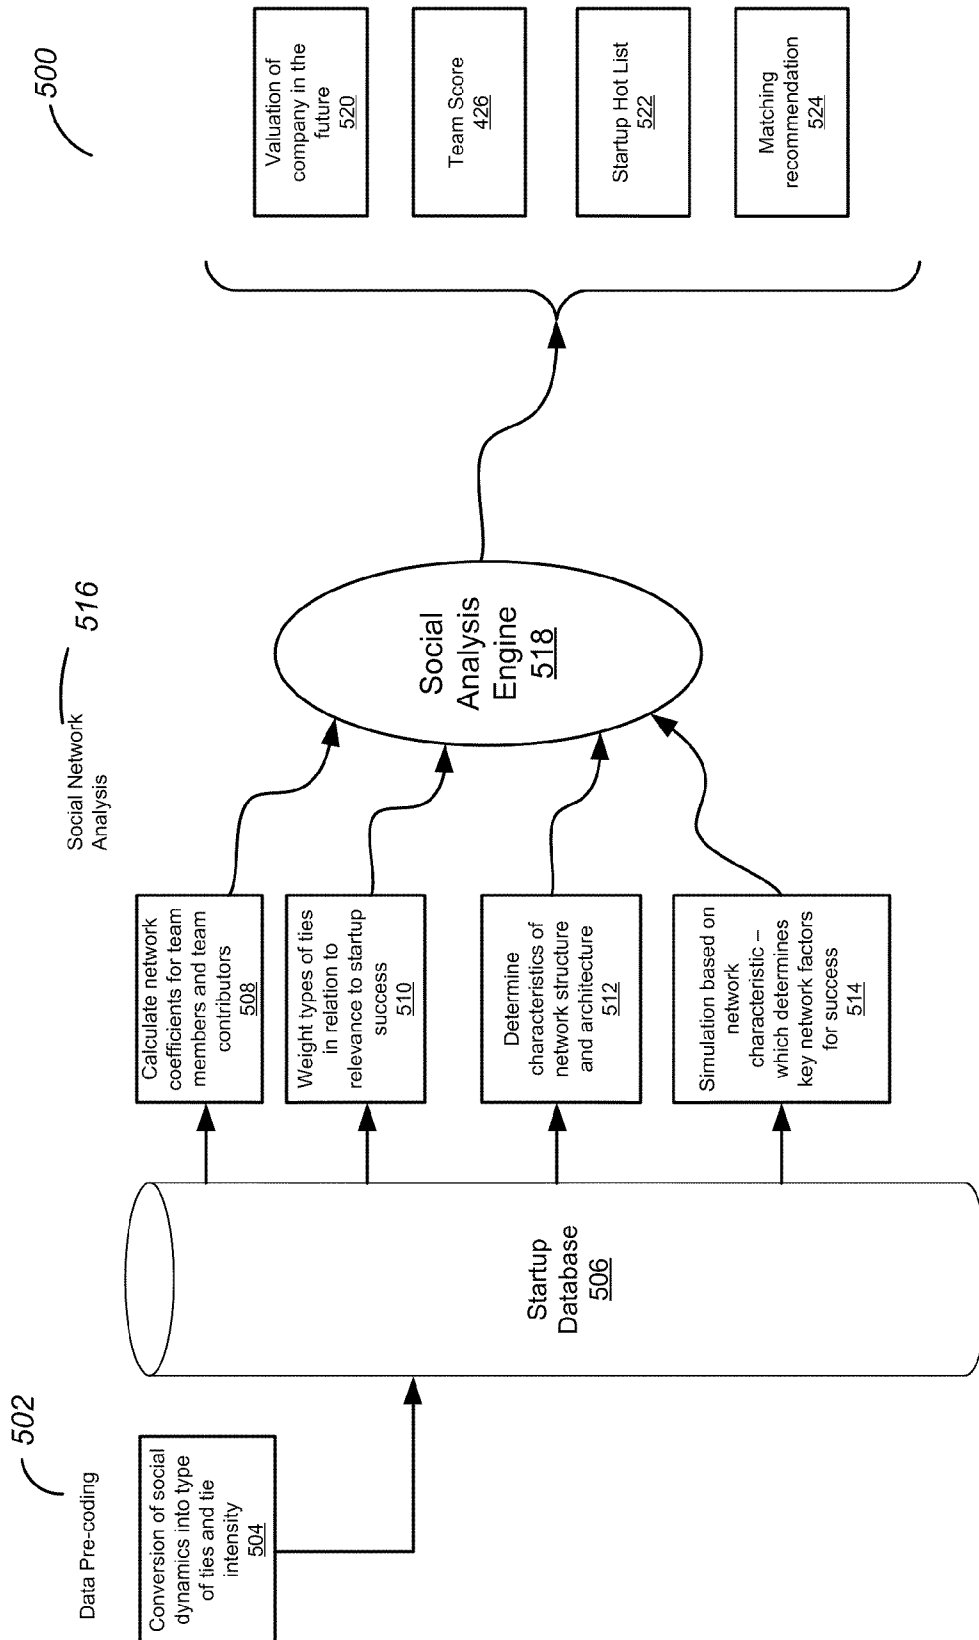 500
502
Data Pre-coding
Conversion of social
dynamics into type
of ties and tie
intensity
504
Startup
Database
506
516
Social Network
Analysis
Calculate network
coefficients for team
members and team
contributors
508
Weight types of ties
in relation to
relevance to startup
success
510
Determine
characteristics of
network structure
and architecture
512
Simulation based on
network
characteristic –
which determines
key network factors
for success
514
Social
Analysis
Engine
518
Valuation of
company in the
future
520
Team Score
426
Startup Hot List
522
Matching
recommendation
524